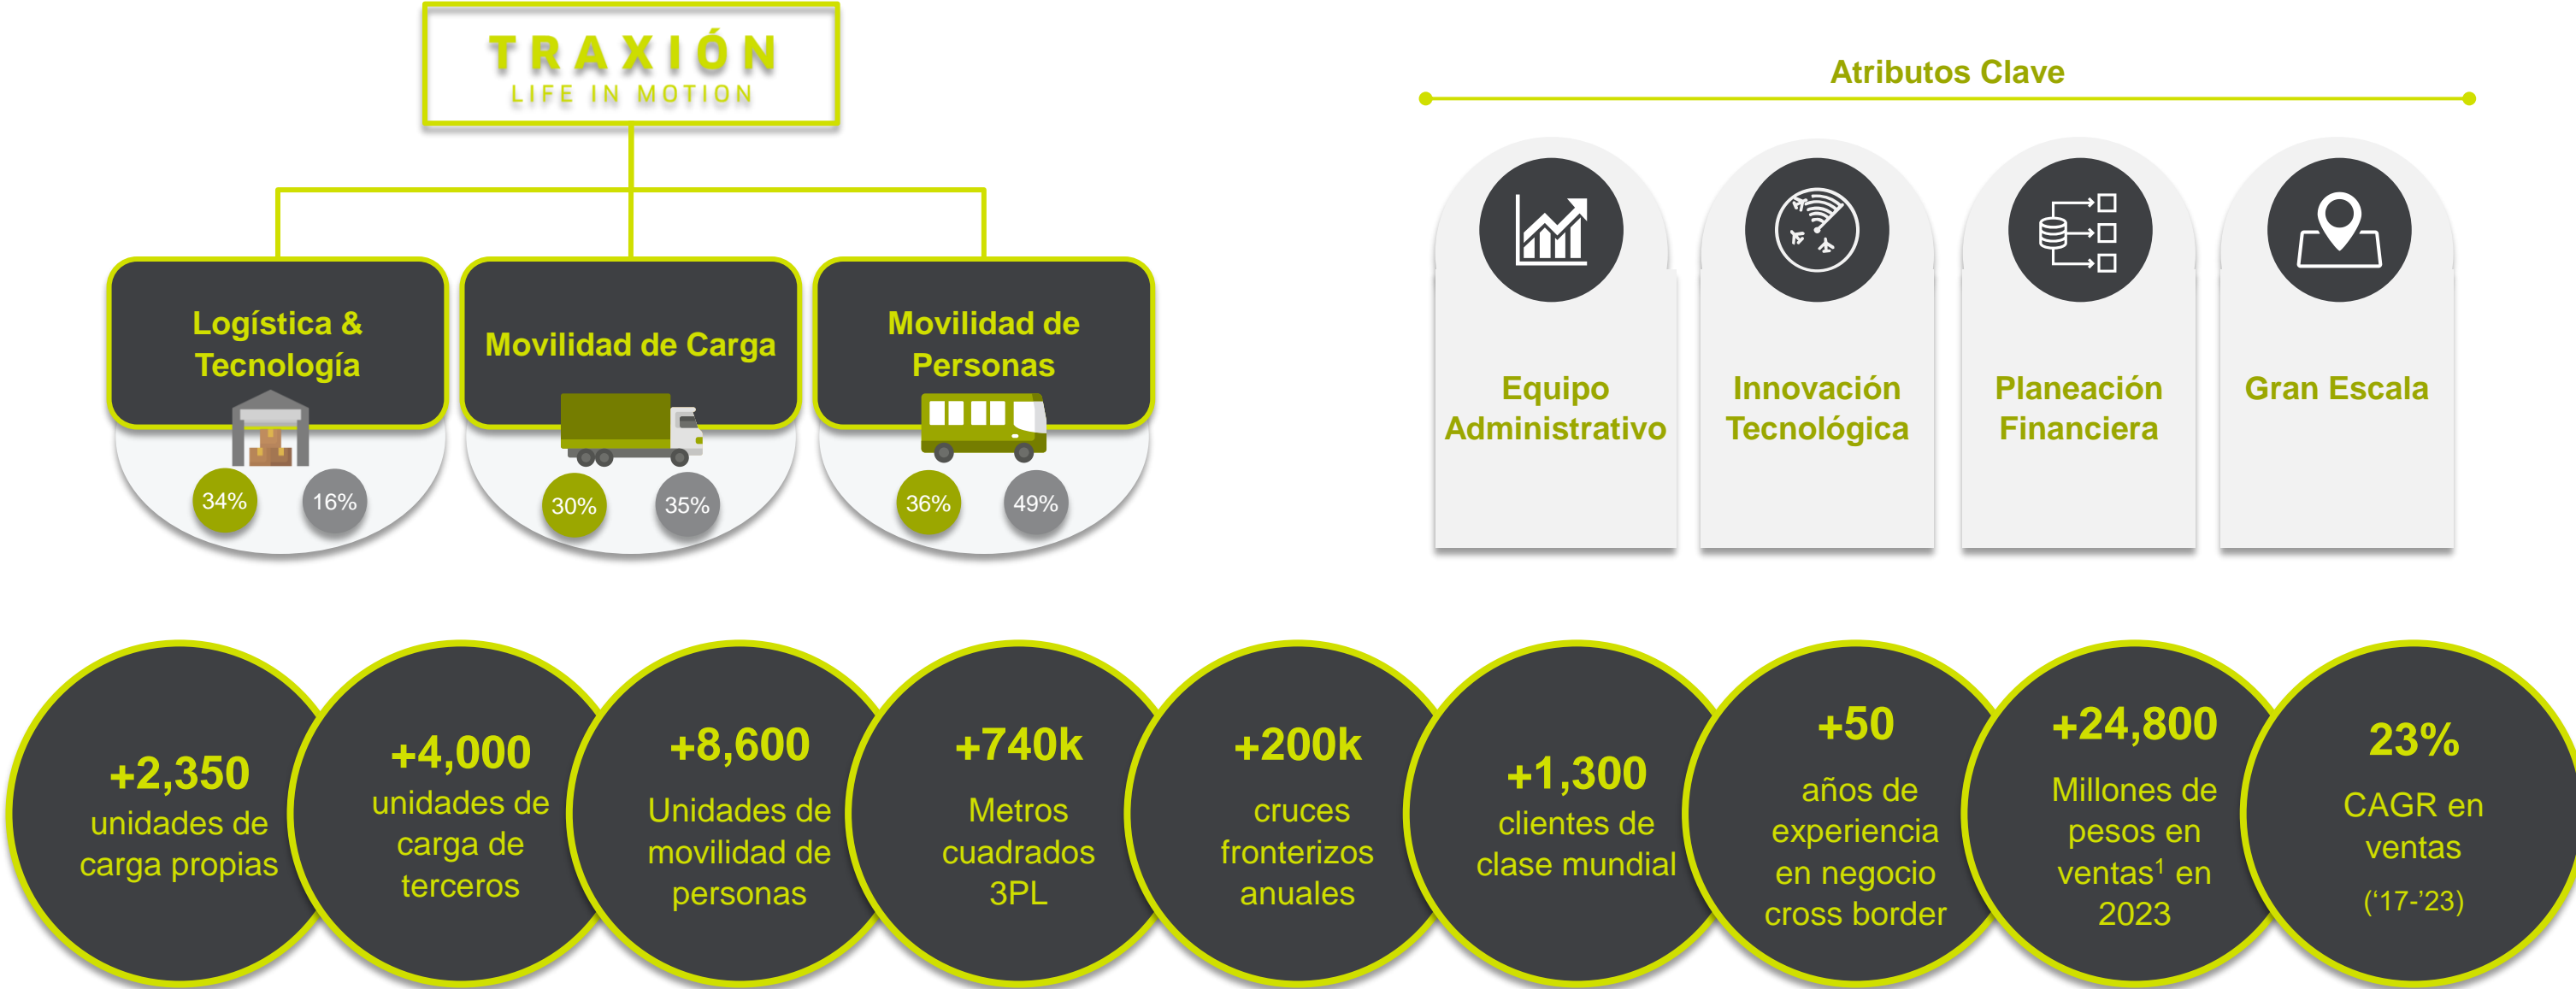 TRAXIÓN
LIFE IN MOTION
Logística &
Tecnología
34%
16%
Movilidad de Carga
30%
35%
Movilidad de
Personas
36%
49%
Atributos Clave
Equipo
Administrativo
Innovación
Tecnológica
Planeación
Financiera
Gran Escala
+2,350
unidades de
carga propias
+4,000
unidades de
carga de
terceros
+8,600
Unidades de
movilidad de
personas
+740k
Metros
cuadrados
3PL
+200k
cruces
fronterizos
anuales
+1,300
clientes de
clase mundial
+50
años de
experiencia
en negocio
cross border
+24,800
Millones de
pesos en
ventas¹ en
2023
23%
CAGR en
ventas
(‘17-’23)